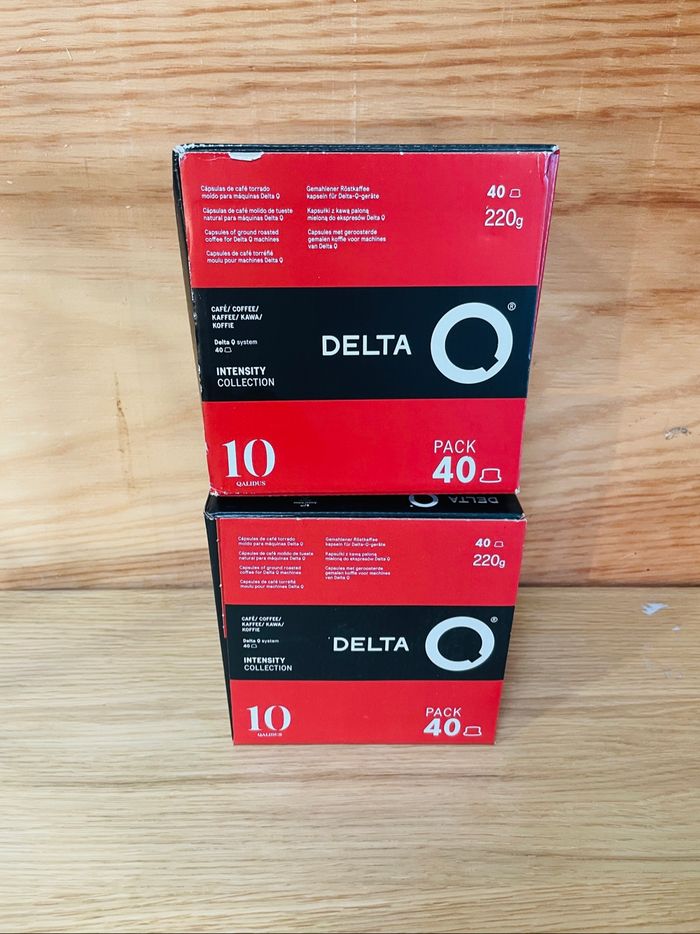 Cápsulas de café torrado
moído para máquinas Delta Q
Cápsulas de café molido de tueste
natural para máquinas Delta Q
Capsules of ground roasted
coffee for Delta Q machines
Capsules de café torréfié
moulu pour machines Delta Q
Gemahlener Röstkaffee
kapseln für Delta-Q-geräte
Kapsułki z kawą paloną
mieloną do ekspresów Delta Q
Capsules met geroosterde
gemalen koffie voor machines
van Delta Q
40
220g
CAFÉ/ COFFEE/
KAFFEE/ KAWA/
KOFFIE
Delta Q system
40
INTENSITY
COLLECTION
DELTA Q®
10
QALIDUS
PACK
40
DELTA
Cápsulas de café torrado
moído para máquinas Delta Q
Cápsulas de café molido de tueste
natural para máquinas Delta Q
Capsules of ground roasted
coffee for Delta Q machines
Capsules de café torréfié
moulu pour machines Delta Q
Gemahlener Röstkaffee
kapseln für Delta-Q-geräte
Kapsułki z kawą paloną
mieloną do ekspresów Delta Q
Capsules met geroosterde
gemalen koffie voor machines
van Delta Q
40
220g
CAFÉ/ COFFEE/
KAFFEE/ KAWA/
KOFFIE
Delta Q system
40
INTENSITY
COLLECTION
DELTA Q®
10
QALIDUS
PACK
40